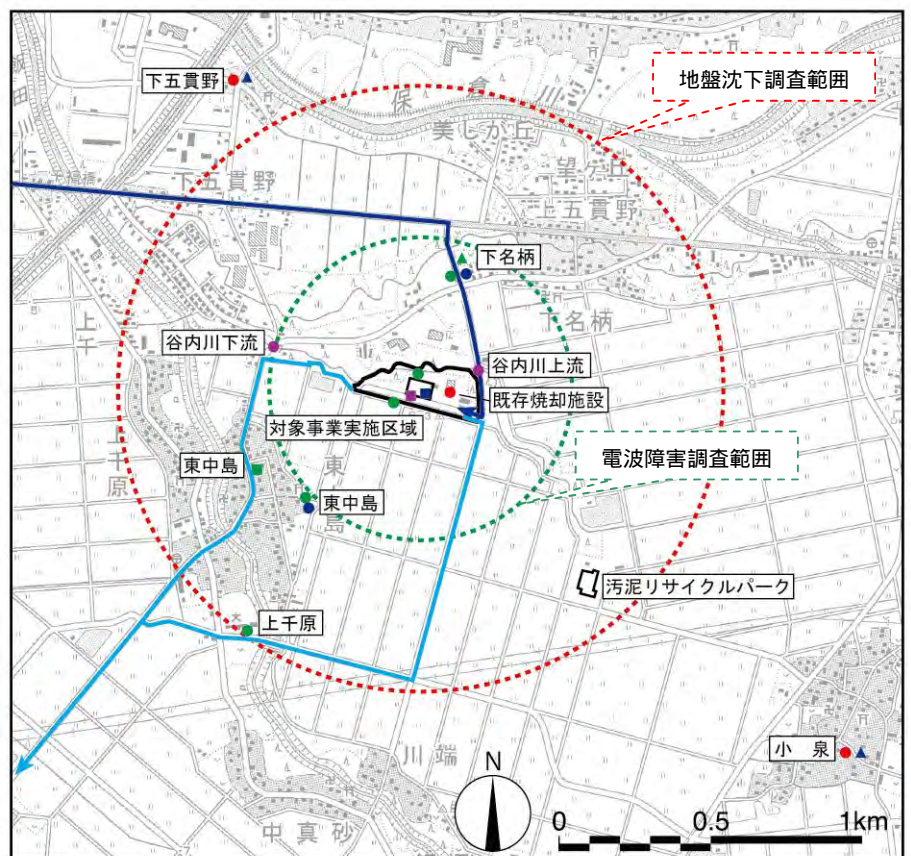 下五貫野
地盤沈下調査範囲
保倉川
美しが丘
望ヶ丘
下五貫野
上五貫野
下名柄
下名柄
上千原
谷内川下流
谷内川上流
既存焼却施設
対象事業実施区域
電波障害調査範囲
東中島
東中島
汚泥リサイクルパーク
上千原
小泉
川端
中真砂
N
0 0.5 1km